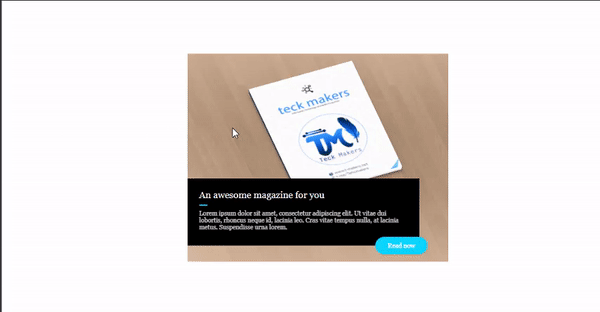 teck makers
TM
Teck Makers
An awesome magazine for you
Lorem ipsum dolor sit amet, consectetur adipiscing elit. Ut vitae dui
lobortis, rhoncus neque id, lacinia leo. Cras vitae tempus nulla, at lacinia
metus. Suspendisse urna lorem.
Read now